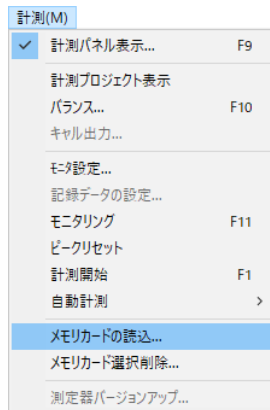 計測(M)
計測パネル表示... F9
計測プロジェクト表示
バランス... F10
キャル出力...
ﾓﾆﾀ設定...
記録データの設定...
モニタリング F11
ピークリセット
計測開始 F1
自動計測
メモリカードの読込...
メモリカード選択削除...
測定器バージョンアップ...